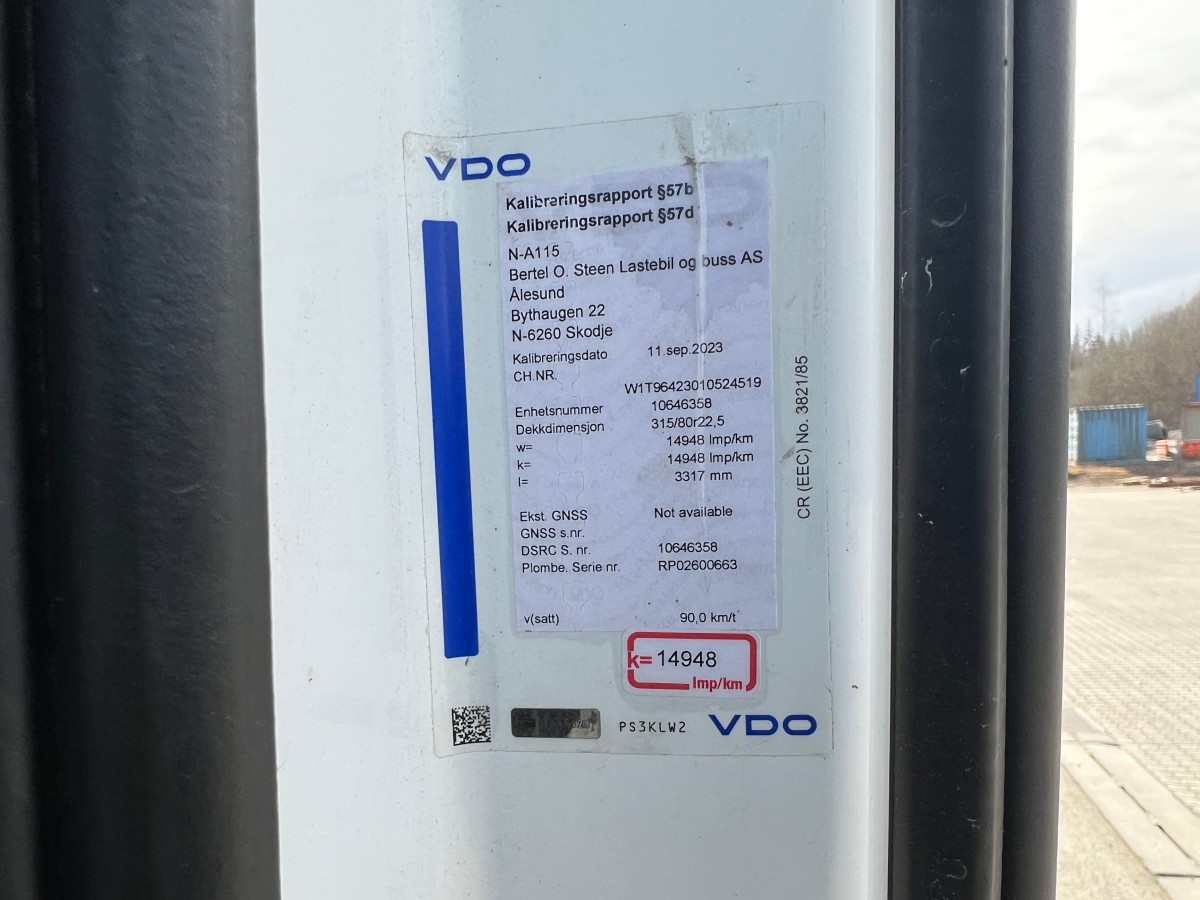 VDO
Kalibreringsrapport §57b
Kalibreringsrapport §57d
N-A115
Bertel O. Steen Lastebil og buss AS
Ålesund
Bythaugen 22
N-6260 Skodje
Kalibreringsdato 11.sep.2023
CH.NR.
W1T96423010524519
Enhetsnummer 10646358
Dekkdimensjon 315/80r22,5
w= 14948 Imp/km
k= 14948 Imp/km
l= 3317 mm
Ekst. GNSS Not available
GNSS s.nr.
DSRC S. nr. 10646358
Plombe. Serie nr. RP02600663
v(satt) 90,0 km/t
k= 14948
Imp/km
PS3KLW2 VDO
CR (EEC) No. 3821/85